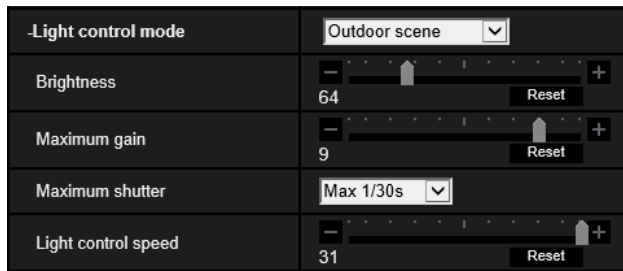 -Light control mode
Outdoor scene
Brightness
64
Reset
Maximum gain
9
Reset
Maximum shutter
Max 1/30s
Light control speed
31
Reset